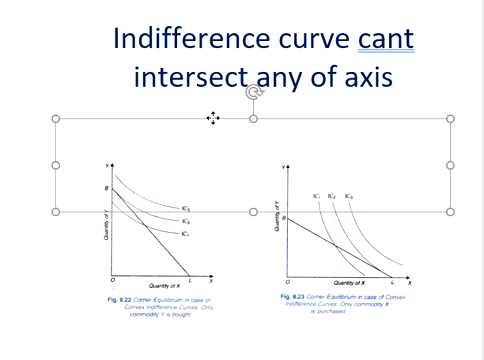 Indifference curve cant
intersect any of axis
Y
B
Quantity of Y
IC₃
IC₂
IC₁
O
L
X
Quantity of X
Fig. 8.22 Corner Equilibrium in case of
Convex Indifference Curves. Only
commodity Y is bought
Y
B
Quantity of Y
IC₁
IC₂
IC₃
O
L
X
Quantity of X
Fig. 8.23 Corner Equilibrium in case of Convex
Indifference Curves. Only commodity X
is purchased